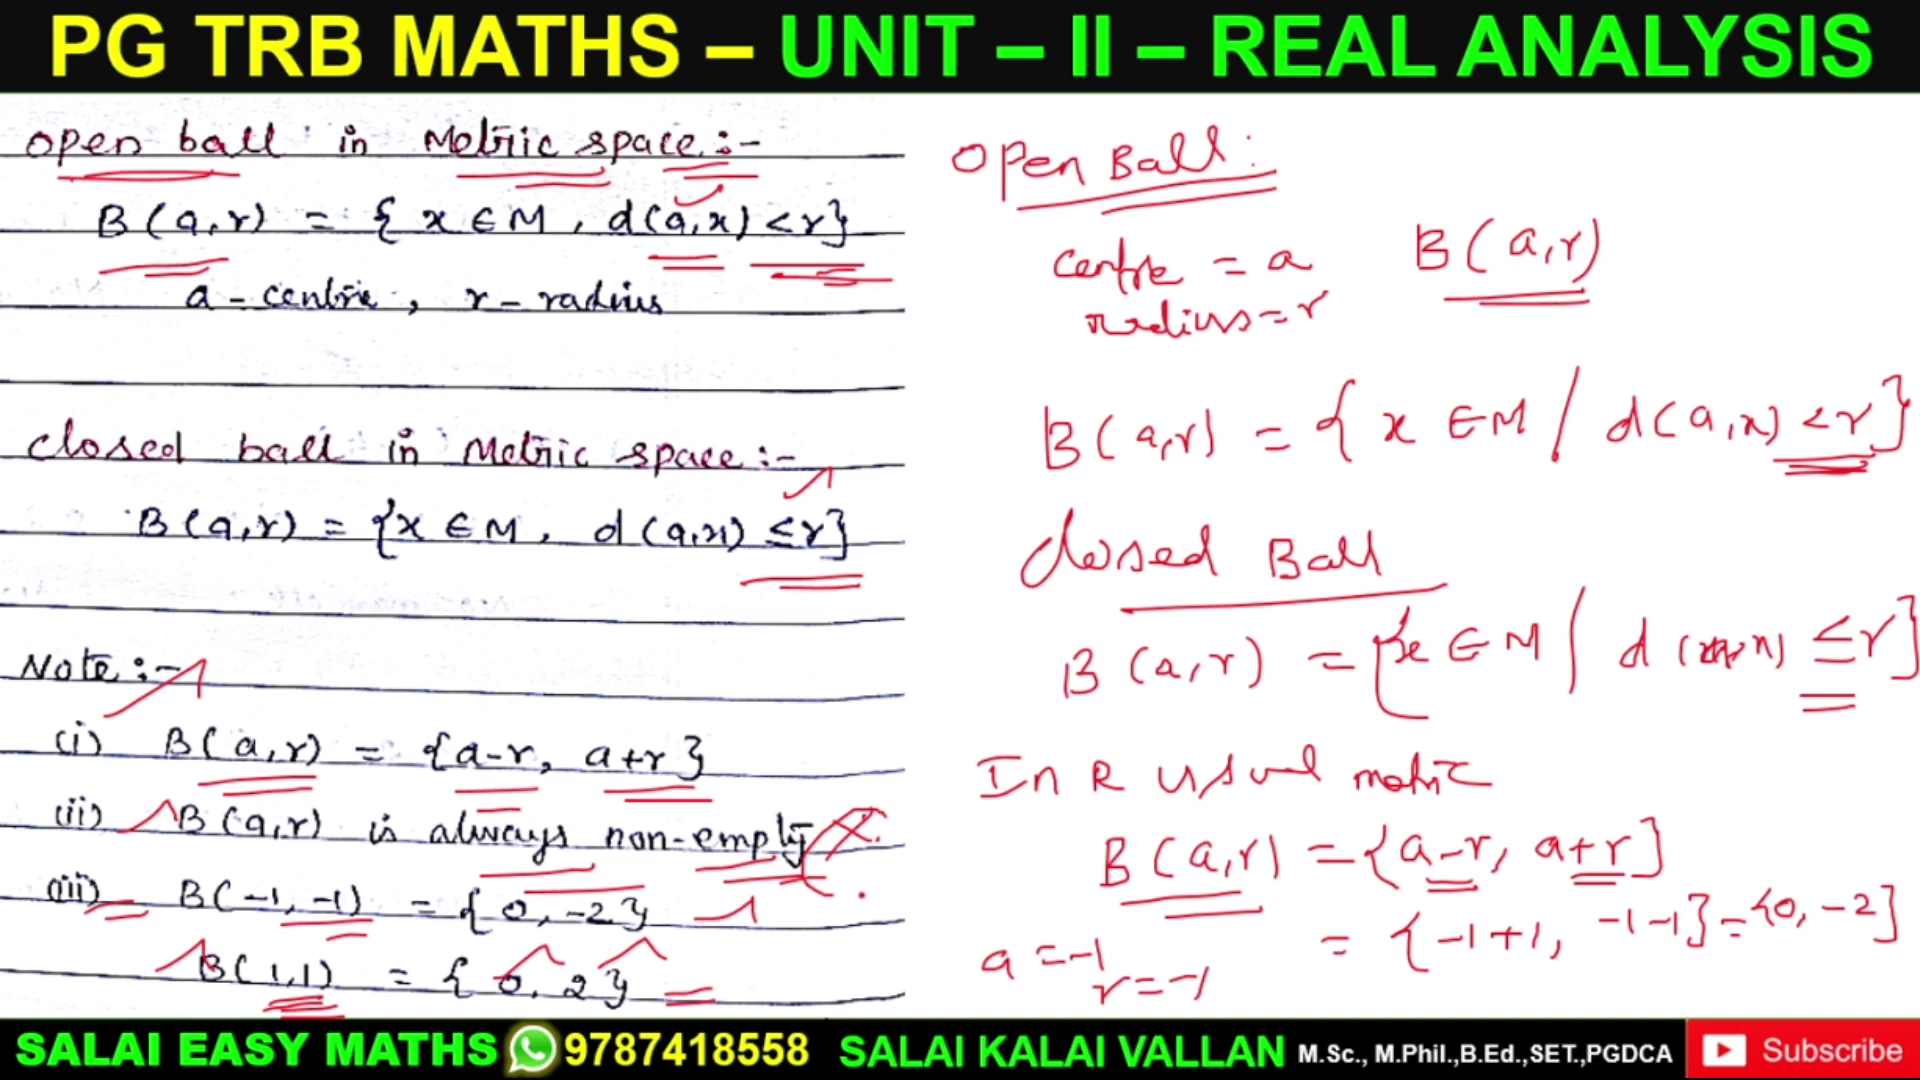 PG TRB MATHS – UNIT – II – REAL ANALYSIS
open ball in Metric space :-
B(a,r) = { x ∈ M, d(a,x) < r}
a - centre, r - radius
closed ball in Metric space :-
B(a,r) = {x ∈ M, d(a,x) ≤ r}
Note :-
(i) B(a,r) = {a-r, a+r}
(ii) B(a,r) is always non-empty
(iii) B(-1,-1) = {0,-2}
B(1,1) = {0,2}
Open Ball :
centre = a
radius = r
B(a,r)
B(a,r) = { x ∈ M / d(a,x) < r}
Closed Ball
B(a,r) = {x ∈ M / d( x) ≤ r}
In R usual metric
B(a,r) = {a-r, a+r}
= {-1+1, -1-1} = {0,-2}
a = -1
r = -1
SALAI EASY MATHS 9787418558 SALAI KALAI VALLAN M.Sc., M.Phil.,B.Ed.,SET.,PGDCA Subscribe